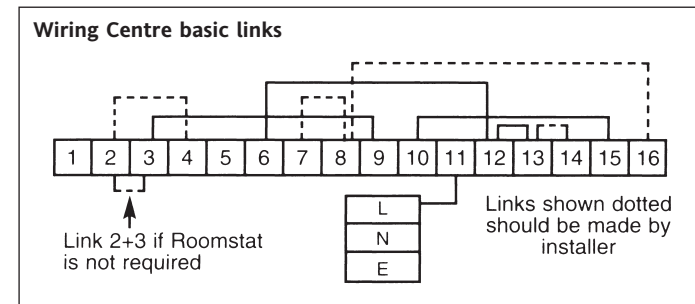 Wiring Centre basic links
1 2 3 4 5 6 7 8 9 10 11 12 13 14 15 16
L
N
E
Link 2+3 if Roomstat
is not required
Links shown dotted
should be made by
installer